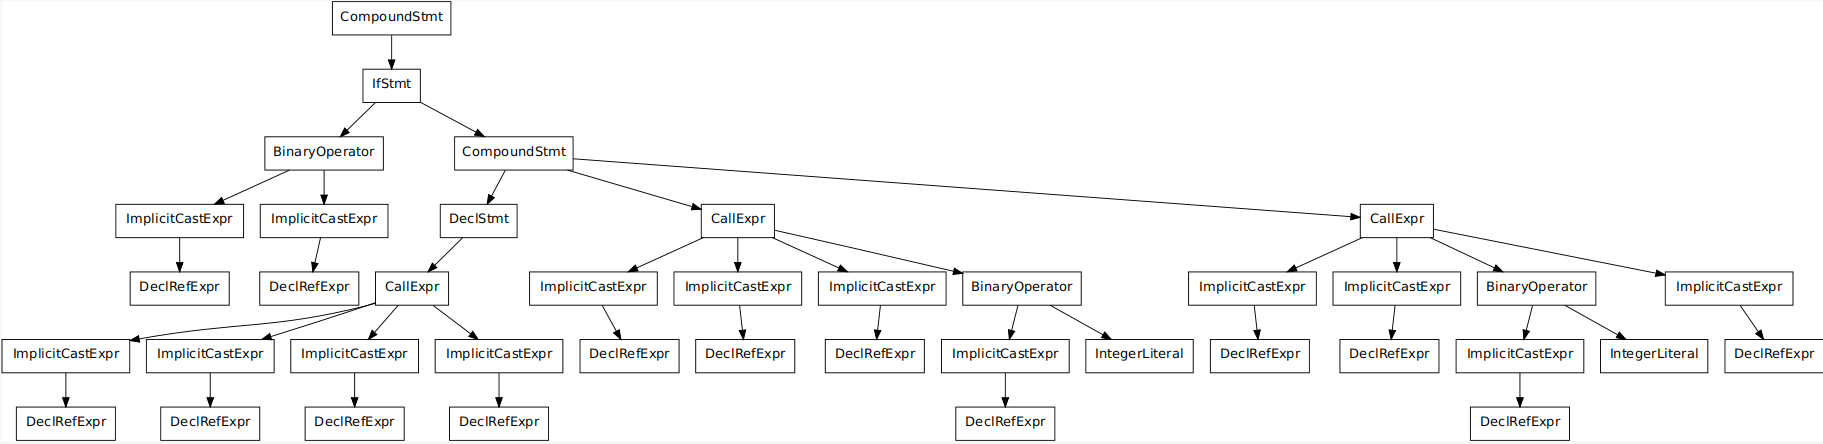 CompoundStmt
IfStmt
BinaryOperator
CompoundStmt
ImplicitCastExpr
ImplicitCastExpr
DeclStmt
CallExpr
CallExpr
DeclRefExpr
DeclRefExpr
CallExpr
ImplicitCastExpr
ImplicitCastExpr
ImplicitCastExpr
BinaryOperator
ImplicitCastExpr
ImplicitCastExpr
BinaryOperator
ImplicitCastExpr
ImplicitCastExpr
ImplicitCastExpr
ImplicitCastExpr
ImplicitCastExpr
DeclRefExpr
DeclRefExpr
DeclRefExpr
ImplicitCastExpr
IntegerLiteral
DeclRefExpr
DeclRefExpr
ImplicitCastExpr
IntegerLiteral
DeclRefExpr
DeclRefExpr
DeclRefExpr
DeclRefExpr
DeclRefExpr
DeclRefExpr
DeclRefExpr